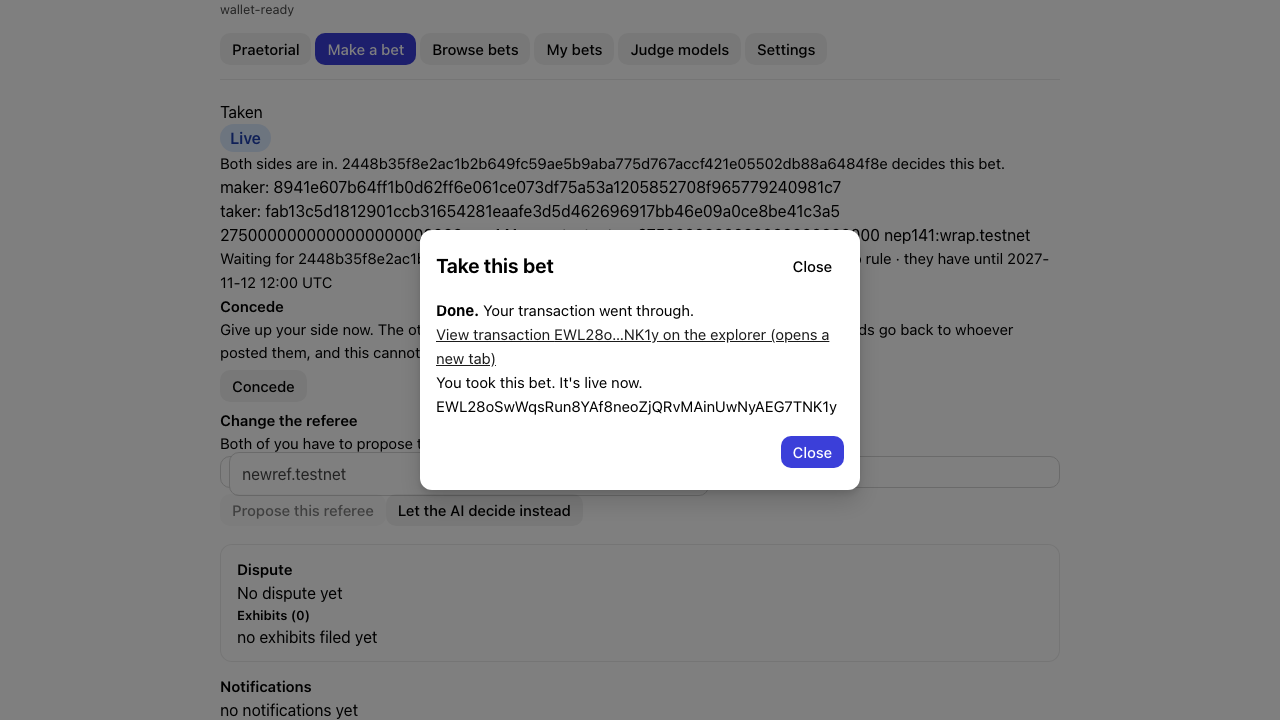 wallet-ready
Praetorial Make a bet Browse bets My bets Judge models Settings
Taken
Live
Both sides are in. 2448b35f8e2ac1b2b649fc59ae5b9aba775d767accf421e05502db88a6484f8e decides this bet.
maker: 8941e607b64ff1b0d62ff6e061ce073df75a53a1205852708f965779240981c7
taker: fab13c5d1812901ccb31654281eaafe3d5d462696917bb46e09a0ce8be41c3a5
nep141:wrap.testnet
Waiting for rule · they have until 2027-
11-12 12:00 UTC
Concede
Give up your side now. The go back to whoever
posted them, and this
Concede
Change the referee
Both of you have to propose
newref.testnet
Propose this referee Let the AI decide instead
Dispute
No dispute yet
Exhibits (0)
no exhibits filed yet
Notifications
no notifications yet
Take this bet Close
Done. Your transaction went through.
View transaction EWL28o...NK1y on the explorer (opens a
new tab)
You took this bet. It's live now.
EWL28oSwWqsRun8YAf8neoZjQRvMAinUwNyAEG7TNK1y
Close